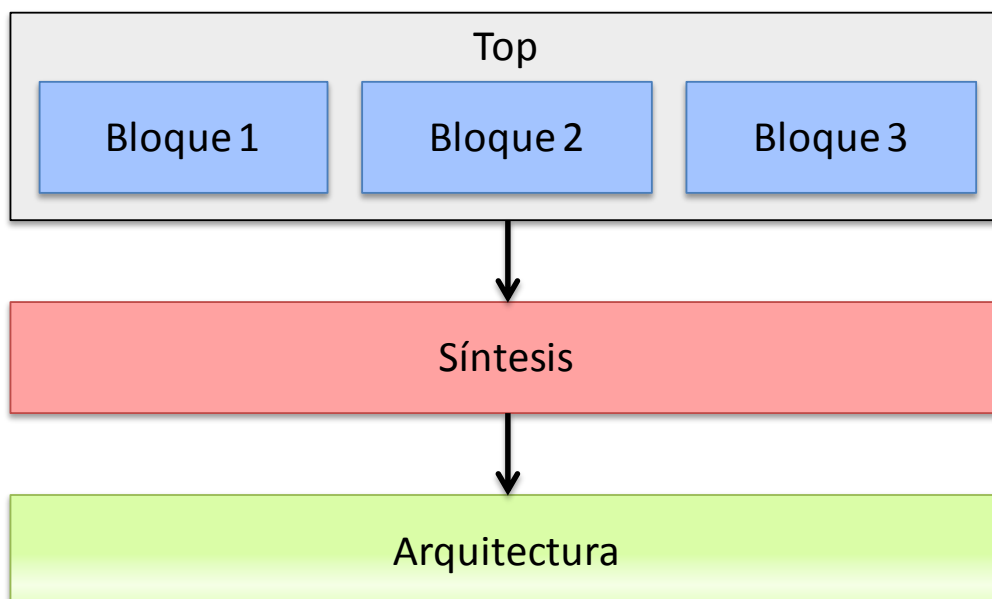 Top
Bloque 1
Bloque 2
Bloque 3
Síntesis
Arquitectura